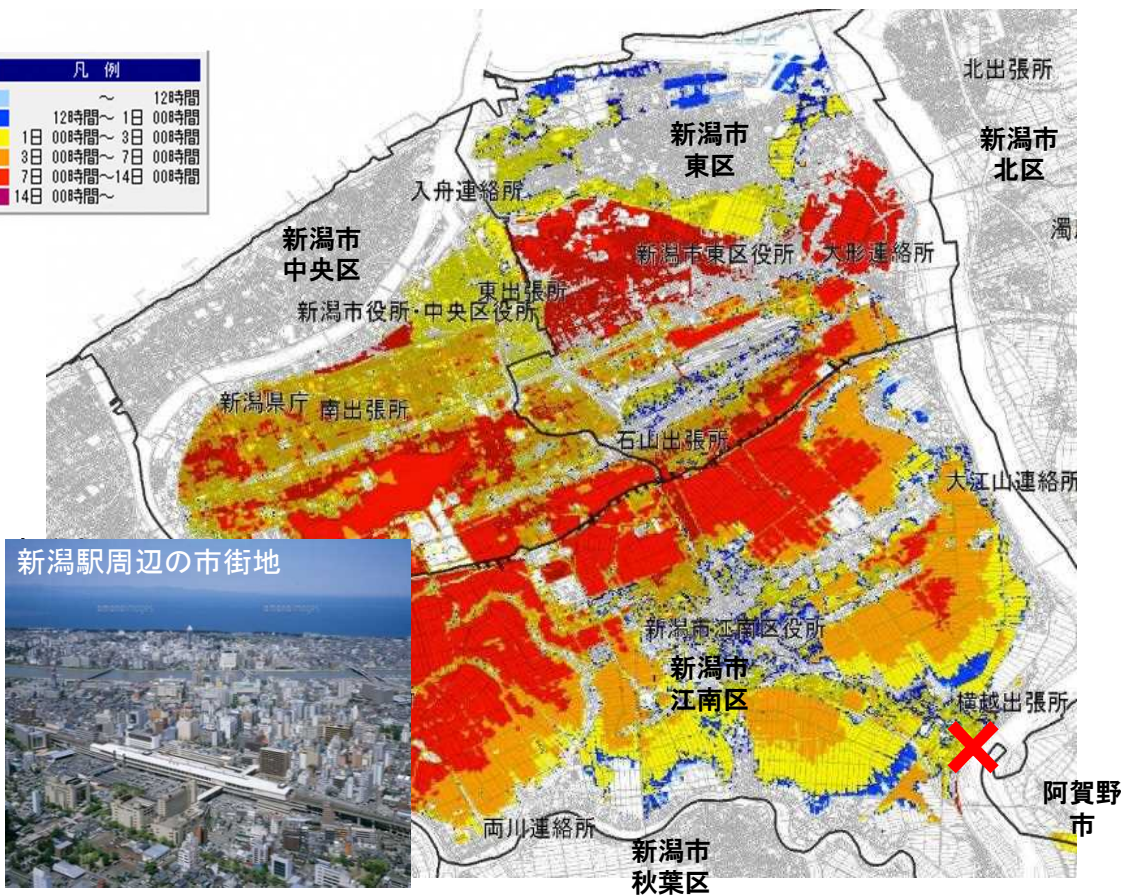 凡 例
～ 12時間
12時間～ 1日 00時間
1日 00時間～ 3日 00時間
3日 00時間～ 7日 00時間
7日 00時間～14日 00時間
14日 00時間～
北出張所
新潟市
東区
新潟市
北区
入舟連絡所
新潟市
中央区
新潟市東区役所
大形連絡所
東出張所
新潟市役所・中央区役所
新潟県庁
南出張所
石山出張所
大江山連絡所
新潟駅周辺の市街地
amanaimages
amanaimages
新潟市江南区役所
新潟市
江南区
横越出張所
阿賀野
市
両川連絡所
新潟市
秋葉区